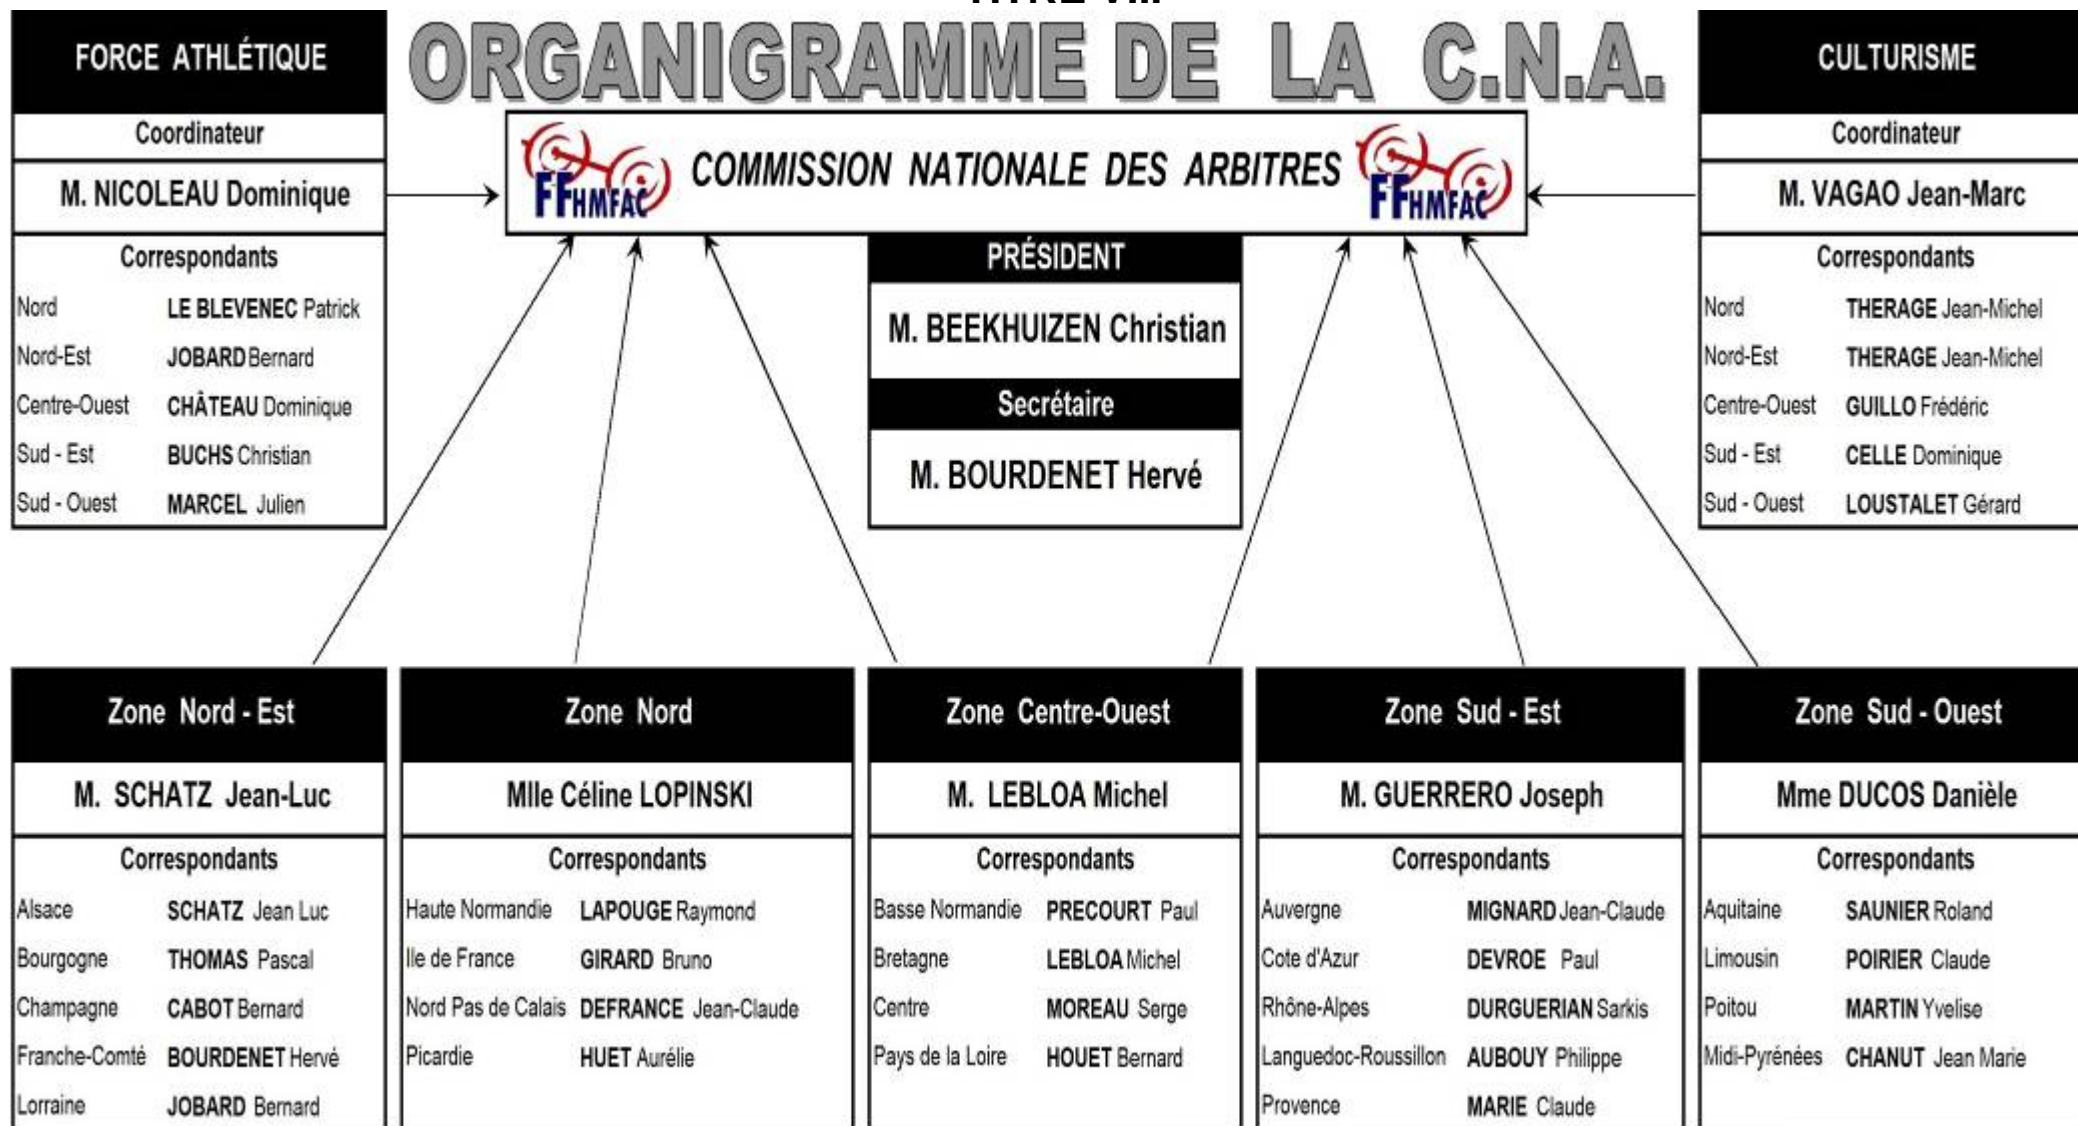 TITRE VIII
ORGANIGRAMME DE LA C.N.A.
FORCE ATHLÉTIQUE
Coordinateur
M. NICOLEAU Dominique
Correspondants
Nord LE BLEVENEC Patrick
Nord-Est JOBARD Bernard
Centre-Ouest CHÂTEAU Dominique
Sud - Est BUCHS Christian
Sud - Ouest MARCEL Julien
FFHMFAC
COMMISSION NATIONALE DES ARBITRES
FFHMFAC
PRÉSIDENT
M. BEEKHUIZEN Christian
Secrétaire
M. BOURDENET Hervé
CULTURISME
Coordinateur
M. VAGAO Jean-Marc
Correspondants
Nord THERAGE Jean-Michel
Nord-Est THERAGE Jean-Michel
Centre-Ouest GUILLO Frédéric
Sud - Est CELLE Dominique
Sud - Ouest LOUSTALET Gérard
Zone Nord - Est
M. SCHATZ Jean-Luc
Correspondants
Alsace SCHATZ Jean Luc
Bourgogne THOMAS Pascal
Champagne CABOT Bernard
Franche-Comté BOURDENET Hervé
Lorraine JOBARD Bernard
Zone Nord
Mlle Céline LOPINSKI
Correspondants
Haute Normandie LAPOUGE Raymond
Ile de France GIRARD Bruno
Nord Pas de Calais DEFRANCE Jean-Claude
Picardie HUET Aurélie
Zone Centre-Ouest
M. LEBLOA Michel
Correspondants
Basse Normandie PRECOURT Paul
Bretagne LEBLOA Michel
Centre MOREAU Serge
Pays de la Loire HOUET Bernard
Zone Sud - Est
M. GUERRERO Joseph
Correspondants
Auvergne MIGNARD Jean-Claude
Cote d'Azur DEVROE Paul
Rhône-Alpes DURGUERIAN Sarkis
Languedoc-Roussillon AUBOUY Philippe
Provence MARIE Claude
Zone Sud - Ouest
Mme DUCOS Danièle
Correspondants
Aquitaine SAUNIER Roland
Limousin POIRIER Claude
Poitou MARTIN Yvelise
Midi-Pyrénées CHANUT Jean Marie